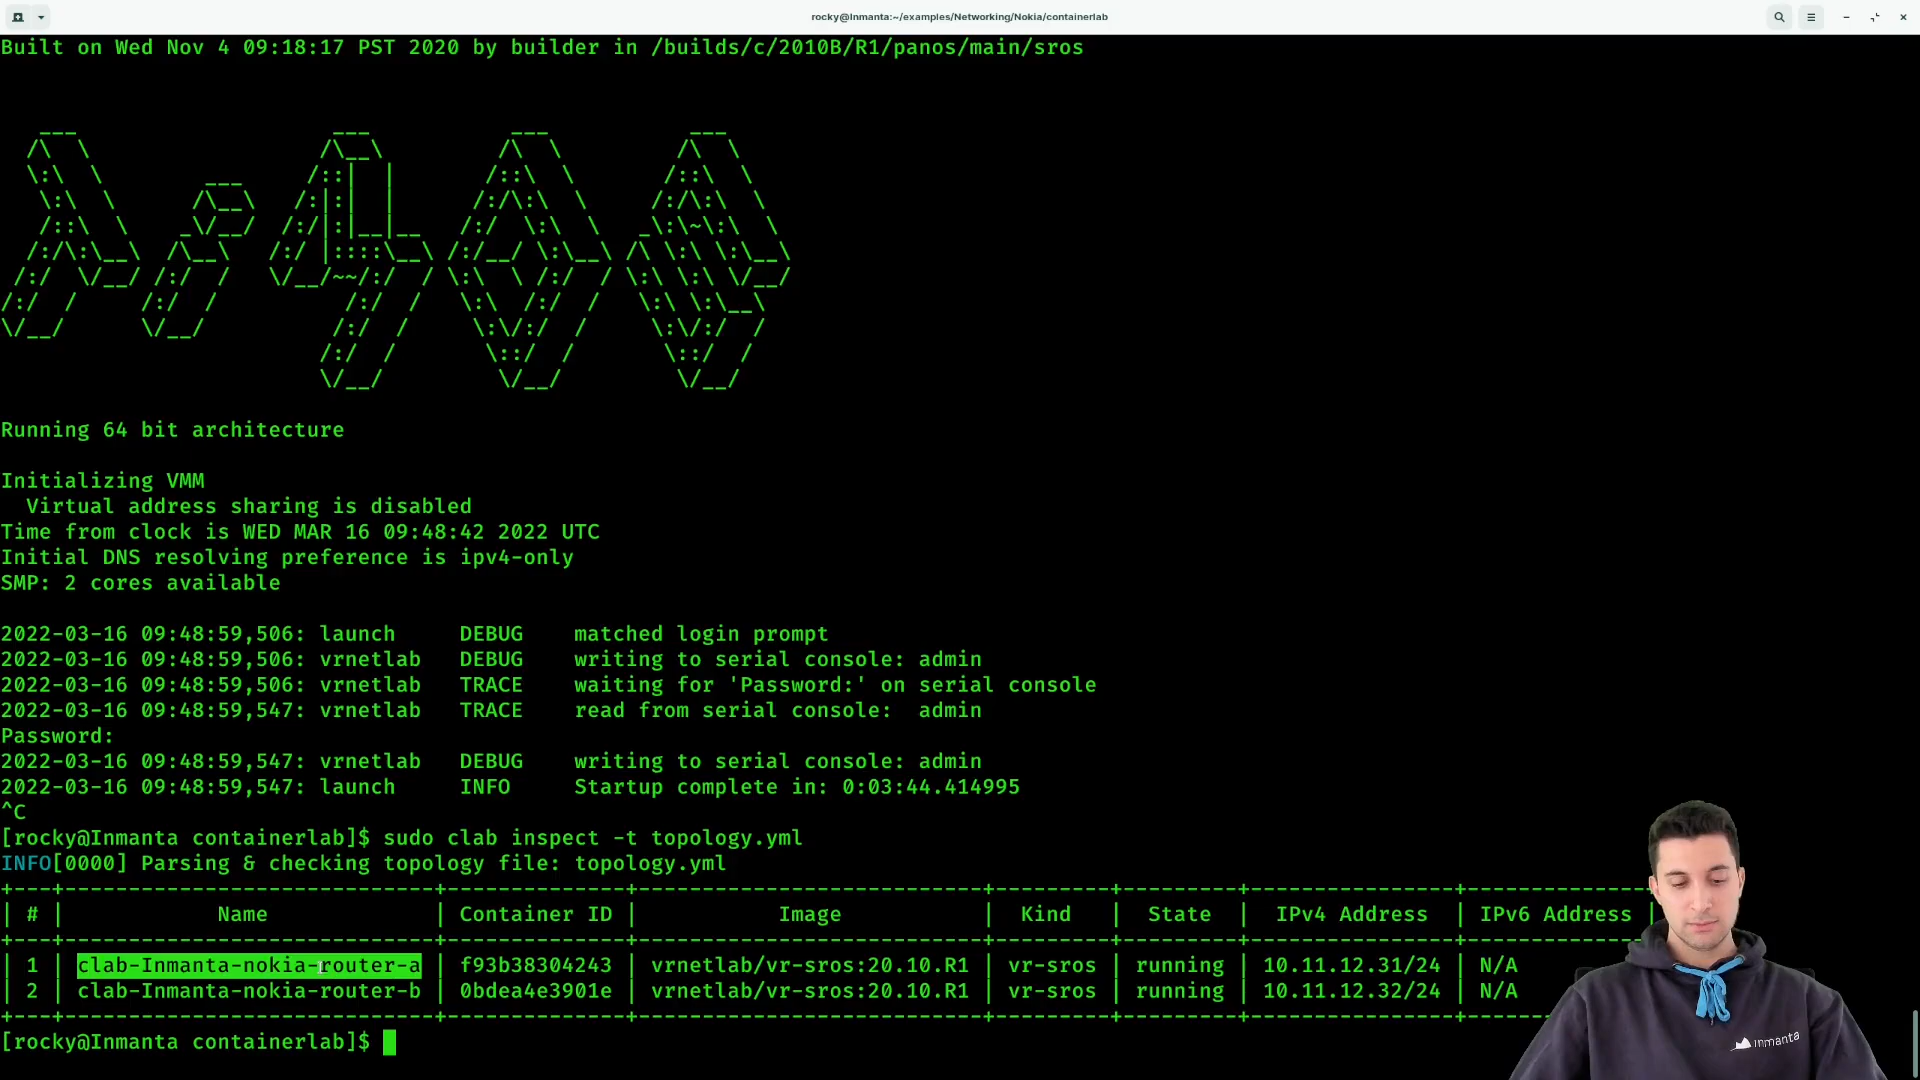 rocky@Inmanta:~/examples/Networking/Nokia/containerlab
Built on Wed Nov 4 09:18:17 PST 2020 by builder in /builds/c/2010B/R1/panos/main/sros
Running 64 bit architecture
Initializing VMM
Virtual address sharing is disabled
Time from clock is WED MAR 16 09:48:42 2022 UTC
Initial DNS resolving preference is ipv4-only
SMP: 2 cores available
2022-03-16 09:48:59,506: launch DEBUG matched login prompt
2022-03-16 09:48:59,506: vrnetlab DEBUG writing to serial console: admin
2022-03-16 09:48:59,506: vrnetlab TRACE waiting for 'Password:' on serial console
2022-03-16 09:48:59,547: vrnetlab TRACE read from serial console: admin
Password:
2022-03-16 09:48:59,547: vrnetlab DEBUG writing to serial console: admin
2022-03-16 09:48:59,547: launch INFO Startup complete in: 0:03:44.414995
^C
[rocky@Inmanta containerlab]$ sudo clab inspect -t topology.yml
INFO[0000] Parsing & checking topology file: topology.yml
| # | Name | Container ID | Image | Kind | State | IPv4 Address | IPv6 Address |
| 1 | clab-Inmanta-nokia-router-a | f93b38304243 | vrnetlab/vr-sros:20.10.R1 | vr-sros | running | 10.11.12.31/24 | N/A
| 2 | clab-Inmanta-nokia-router-b | 0bdea4e3901e | vrnetlab/vr-sros:20.10.R1 | vr-sros | running | 10.11.12.32/24 | N/A
[rocky@Inmanta containerlab]$
inmanta